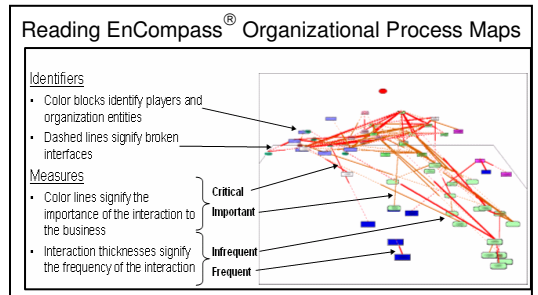 Reading EnCompass® Organizational Process Maps
Identifiers
▪ Color blocks identify players and
organization entities
▪ Dashed lines signify broken
interfaces
Measures
▪ Color lines signify the
importance of the interaction to
the business
▪ Interaction thicknesses signify
the frequency of the interaction
Critical
Important
Infrequent
Frequent